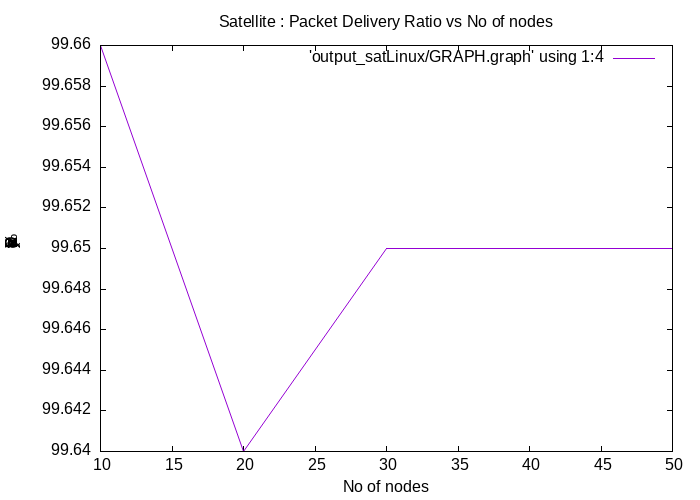 Satellite : Packet Delivery Ratio vs No of nodes
'output_satLinux/GRAPH.graph' using 1:4
99.66
99.658
99.656
99.654
99.652
99.65
99.648
99.646
99.644
99.642
99.64
10 15 20 25 30 35 40 45 50
No of nodes